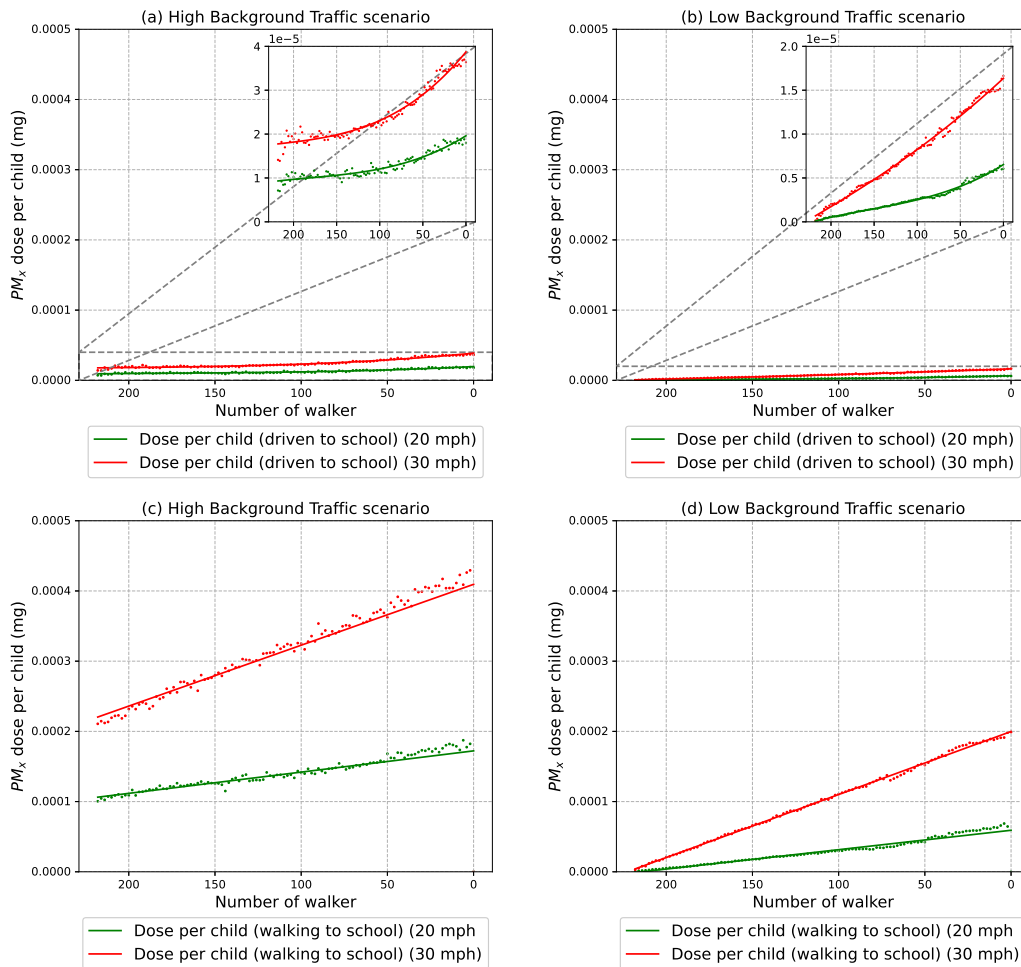 (a) High Background Traffic scenario
0.0005
0.0004
0.0003
0.0002
0.0001
0.0000
PMx dose per child (mg)
1e−5
4
3
2
1
0
200 150 100 50 0
200 150 100 50 0
Number of walker
Dose per child (driven to school) (20 mph)
Dose per child (driven to school) (30 mph)
(b) Low Background Traffic scenario
0.0005
0.0004
0.0003
0.0002
0.0001
0.0000
PMx dose per child (mg)
1e−5
2.0
1.5
1.0
0.5
0.0
200 150 100 50 0
200 150 100 50 0
Number of walker
Dose per child (driven to school) (20 mph)
Dose per child (driven to school) (30 mph)
(c) High Background Traffic scenario
0.0005
0.0004
0.0003
0.0002
0.0001
0.0000
PMx dose per child (mg)
200 150 100 50 0
Number of walker
Dose per child (walking to school) (20 mph
Dose per child (walking to school) (30 mph)
(d) Low Background Traffic scenario
0.0005
0.0004
0.0003
0.0002
0.0001
0.0000
PMx dose per child (mg)
200 150 100 50 0
Number of walker
Dose per child (walking to school) (20 mph
Dose per child (walking to school) (30 mph)